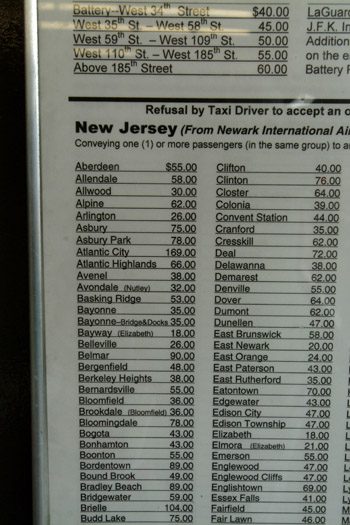 Battery–West 34th Street $40.00
West 35th St – West 58th St 45.00
West 59th St. – West 109th St. 50.00
West 110th St. – West 185th St. 55.00
Above 185th Street 60.00
LaGuar
J.F.K. In
Addition
on the e
Battery F
Refusal by Taxi Driver to accept an o
New Jersey (From Newark International Air
Conveying one (1) or more passengers (in the same group) to a
Aberdeen $55.00
Allendale 58.00
Allwood 30.00
Alpine 62.00
Arlington 26.00
Asbury 75.00
Asbury Park 78.00
Atlantic City 169.00
Atlantic Highlands 66.00
Avenel 38.00
Avondale (Nutley) 32.00
Basking Ridge 53.00
Bayonne 35.00
Bayonne–Bridge&Docks 35.00
Bayway (Elizabeth) 18.00
Belleville 26.00
Belmar 90.00
Bergenfield 48.00
Berkeley Heights 38.00
Bernardsville 55.00
Bloomfield 36.00
Brookdale (Bloomfield) 36.00
Bloomingdale 78.00
Bogota 43.00
Bonhamton 43.00
Boonton 55.00
Bordentown 89.00
Bound Brook 49.00
Bradley Beach 89.00
Bridgewater 59.00
Brielle 104.00
Budd Lake 75.00
Clifton 40.00
Clinton 76.00
Closter 64.00
Colonia 39.00
Convent Station 44.00
Cranford 35.00
Cresskill 62.00
Deal 72.00
Delawanna 38.00
Demarest 62.00
Denville 55.00
Dover 64.00
Dumont 62.00
Dunellen 47.00
East Brunswick 58.00
East Newark 20.00
East Orange 24.00
East Paterson 43.00
East Rutherford 35.00
Eatontown 70.00
Edgewater 43.00
Edison City 47.00
Edison Township 47.00
Elizabeth 18.00
Elmora (Elizabeth) 21.00
Emerson 55.00
Englewood 47.00
Englewood Cliffs 47.00
Englishtown 69.00
Essex Falls 41.00
Fairfield 45.00
Fair Lawn 46.00